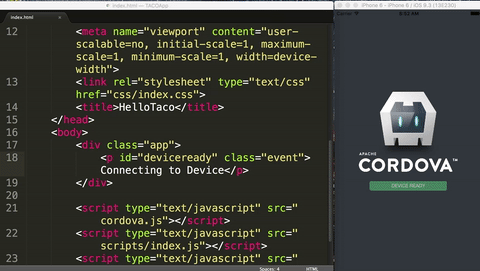 index.html — TACOApp
index.html
12 <meta name="viewport" content="user-
scalable=no, initial-scale=1, maximum-
scale=1, minimum-scale=1, width=device-
width">
13 <link rel="stylesheet" type="text/css"
href="css/index.css">
14 <title>HelloTaco</title>
15 </head>
16 <body>
17 <div class="app">
18 <p id="deviceready" class="event">
Connecting to Device</p>
19 </div>
20
21 <script type="text/javascript" src="
cordova.js"></script>
22 <script type="text/javascript" src="
scripts/index.js"></script>
23 <script type="text/javascript" src="
Spaces: 4 HTML
iPhone 6 - iPhone 6 / iOS 9.3 (13E230)
APACHE
CORDOVA™
DEVICE READY